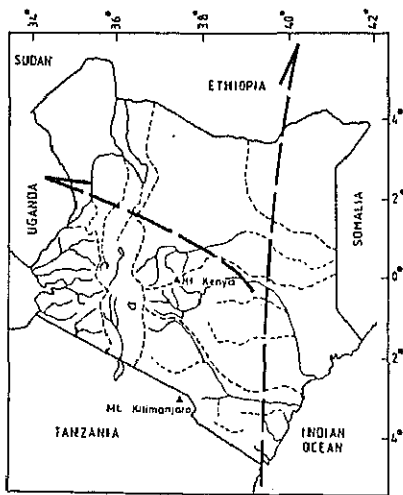 34° 36° 38° 40° 42°
SUDAN
ETHIOPIA
4°
UGANDA
2°
SOMALIA
Mt. Kenya
0°
a
2°
Mt. Kilimanjaro
TANZANIA
INDIAN
OCEAN
4°